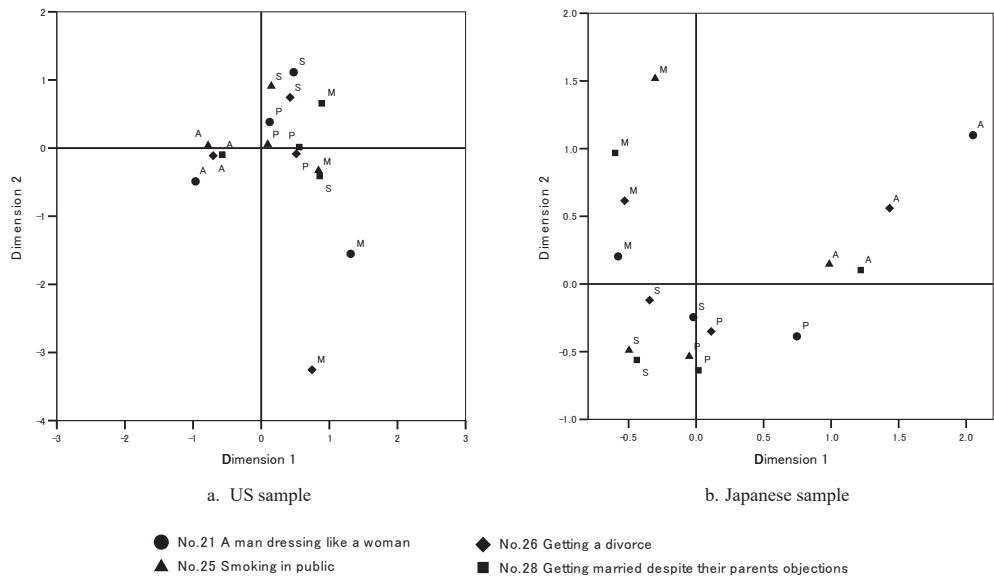 2
1
0
-1
-2
-3
-4
-3
-2
-1
0
1
2
3
Dimension 2
Dimension 1
S
S
S
M
P
P
P
P
A
A
A
A
M
S
M
M
a. US sample
2.0
1.5
1.0
0.5
0.0
-0.5
-1.0
-0.5
0.0
0.5
1.0
1.5
2.0
Dimension 2
Dimension 1
M
M
M
M
A
A
A
A
S
S
S
S
P
P
P
P
b. Japanese sample
No.21 A man dressing like a woman
No.25 Smoking in public
No.26 Getting a divorce
No.28 Getting married despite their parents objections